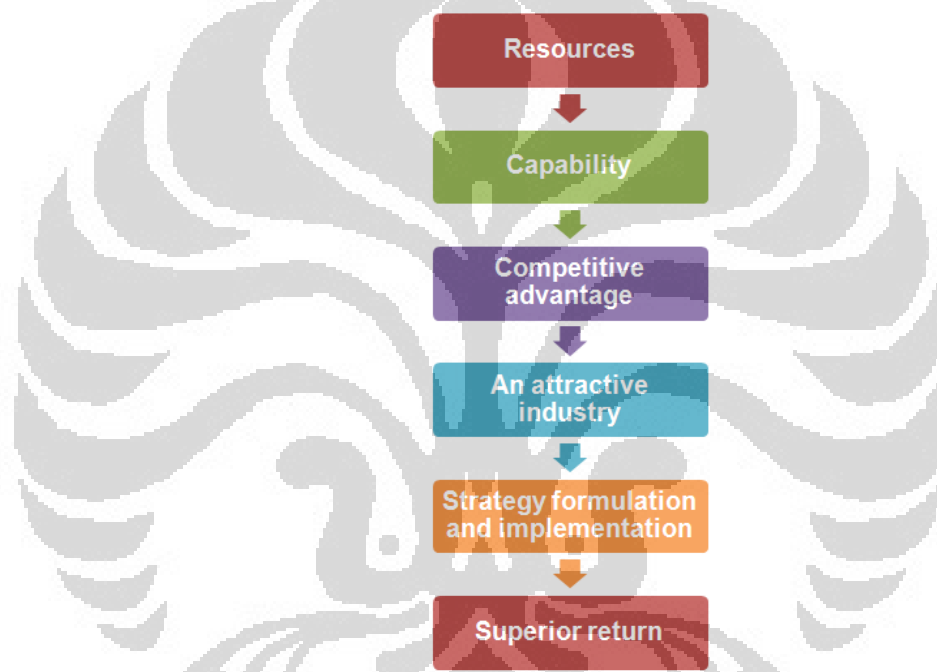 Resources
Capability
Competitive
advantage
An attractive
industry
Strategy formulation
and implementation
Superior return